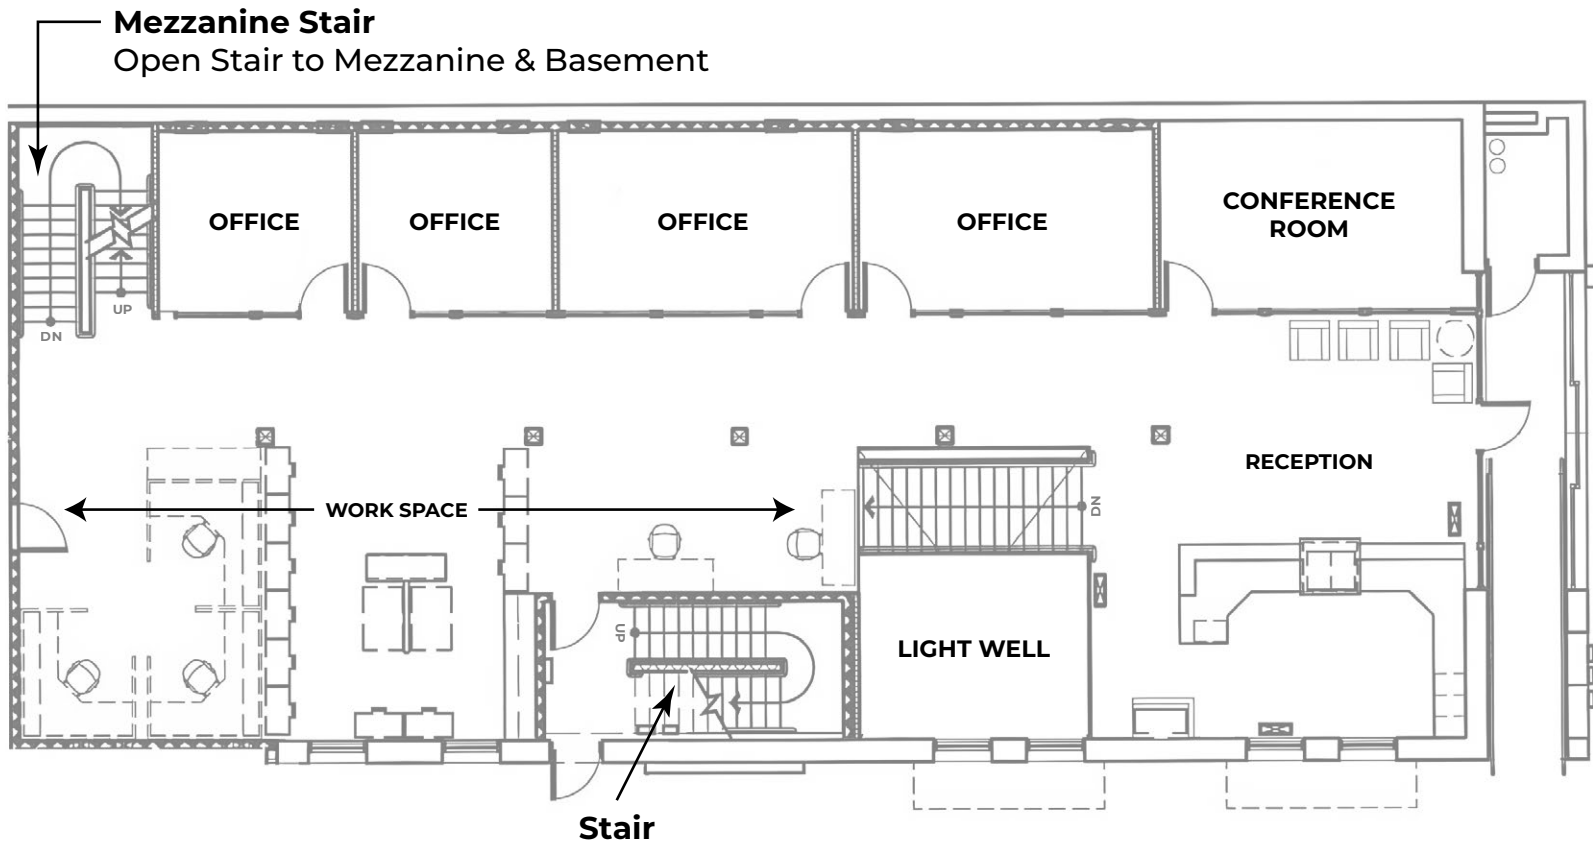 Mezzanine Stair
Open Stair to Mezzanine & Basement
OFFICE
OFFICE
OFFICE
OFFICE
CONFERENCE
ROOM
UP
DN
RECEPTION
WORK SPACE
DN
UP
LIGHT WELL
Stair